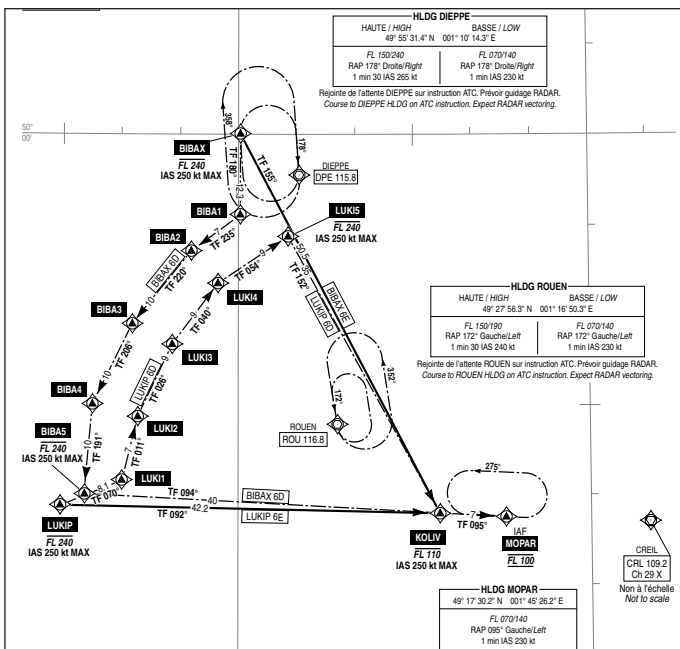 HLDG DIEPPE
HAUTE / HIGH BASSE / LOW
49° 55' 31.4" N 001° 10' 14.3" E
FL 150/240 FL 070/140
RAP 178° Droite/Right RAP 178° Droite/Right
1 min 30 IAS 265 kt 1 min IAS 230 kt
Rejointe de l'attente DIEPPE sur instruction ATC. Prévoir guidage RADAR.
Course to DIEPPE HLDG on ATC instruction. Expect RADAR vectoring.
50°
00'
358°
178°
BIBAX
FL 240
IAS 250 kt MAX
TF 180°
12.3
TF 155°
DIEPPE
DPE 115.8
BIBA1
7
TF 235°
BIBA2
LUKI5
FL 240
IAS 250 kt MAX
BIBAX 6D
TF 220°
10
9
TF 054°
50.5
35
TF 152°
BIBAX 6E
LUKIP 6D
LUKI4
BIBA3
9
TF 040°
LUKI3
10
TF 206°
9
LUKIP 6D
TF 026°
HLDG ROUEN
HAUTE / HIGH BASSE / LOW
49° 27' 56.3" N 001° 16' 50.3" E
FL 150/190 FL 070/140
RAP 172° Gauche/Left RAP 172° Gauche/Left
1 min 30 IAS 240 kt 1 min IAS 230 kt
Rejointe de l'attente ROUEN sur instruction ATC. Prévoir guidage RADAR.
Course to ROUEN HLDG on ATC instruction. Expect RADAR vectoring.
352°
172°
BIBA4
LUKI2
ROUEN
ROU 116.8
BIBA5
FL 240
IAS 250 kt MAX
10
TF 191°
7
TF 011°
LUKI1
8.1
TF 070°
TF 094°
40
BIBAX 6D
275°
LUKIP
FL 240
IAS 250 kt MAX
TF 092°
42.2
LUKIP 6E
KOLIV
FL 110
IAS 250 kt MAX
7
TF 095°
IAF
MOPAR
FL 100
CREIL
CRL 109.2
Ch 29 X
Non à l'échelle
Not to scale
HLDG MOPAR
49° 17' 30.2" N 001° 45' 26.2" E
FL 070/140
RAP 095° Gauche/Left
1 min IAS 230 kt